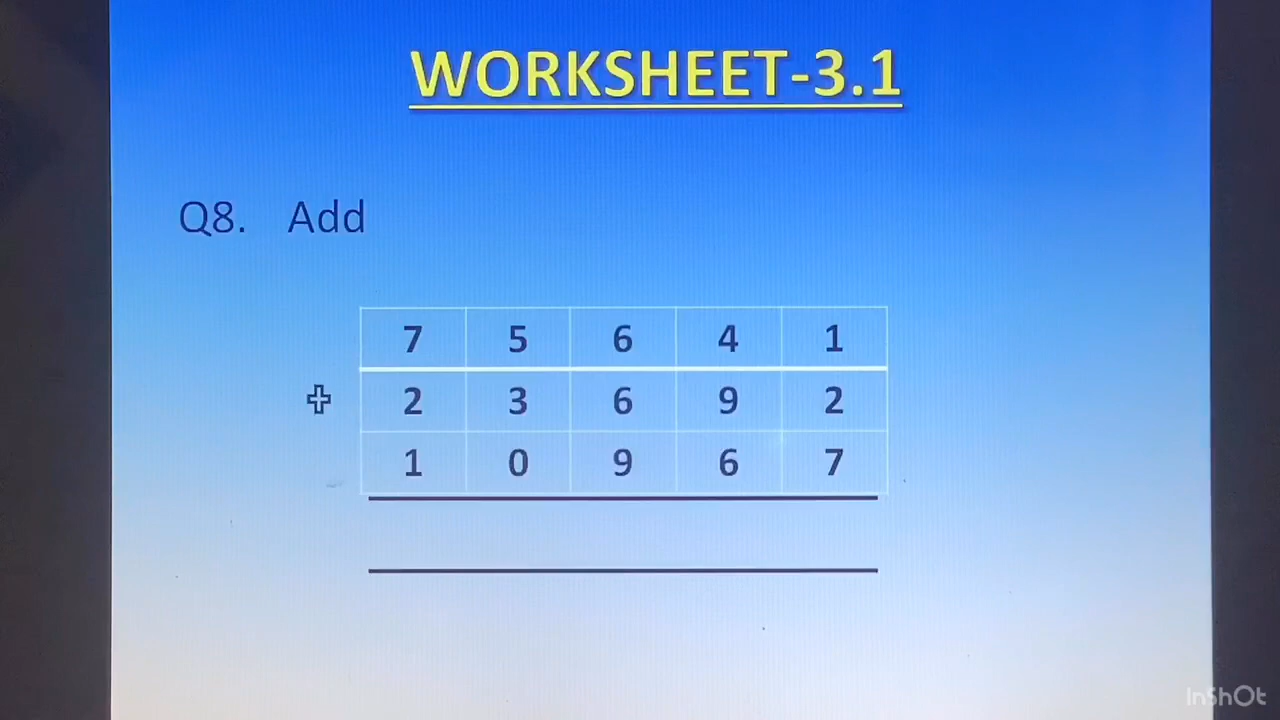 WORKSHEET-3.1
Q8. Add
7 5 6 4 1
+ 2 3 6 9 2
1 0 9 6 7
InShOt